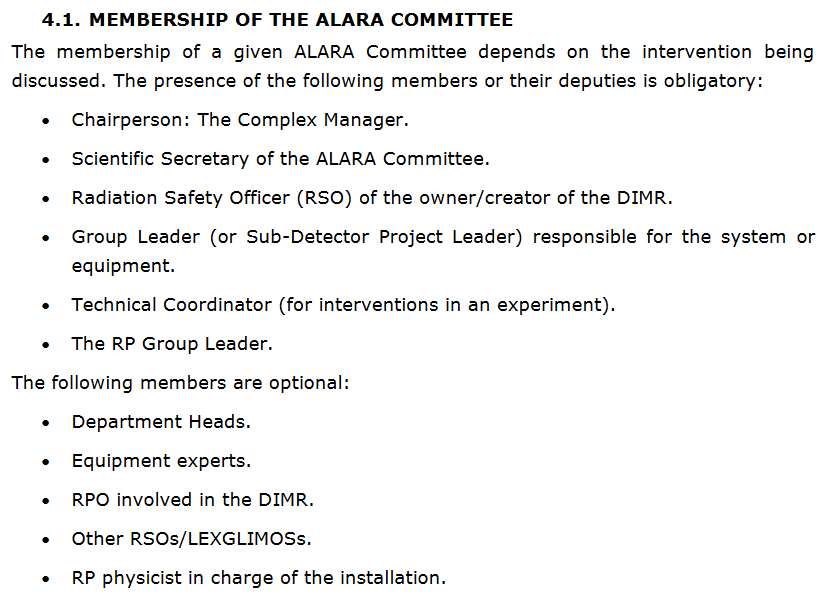 4.1. MEMBERSHIP OF THE ALARA COMMITTEE
The membership of a given ALARA Committee depends on the intervention being
discussed. The presence of the following members or their deputies is obligatory:
• Chairperson: The Complex Manager.
• Scientific Secretary of the ALARA Committee.
• Radiation Safety Officer (RSO) of the owner/creator of the DIMR.
• Group Leader (or Sub-Detector Project Leader) responsible for the system or
equipment.
• Technical Coordinator (for interventions in an experiment).
• The RP Group Leader.
The following members are optional:
• Department Heads.
• Equipment experts.
• RPO involved in the DIMR.
• Other RSOs/LEXGLIMOSs.
• RP physicist in charge of the installation.